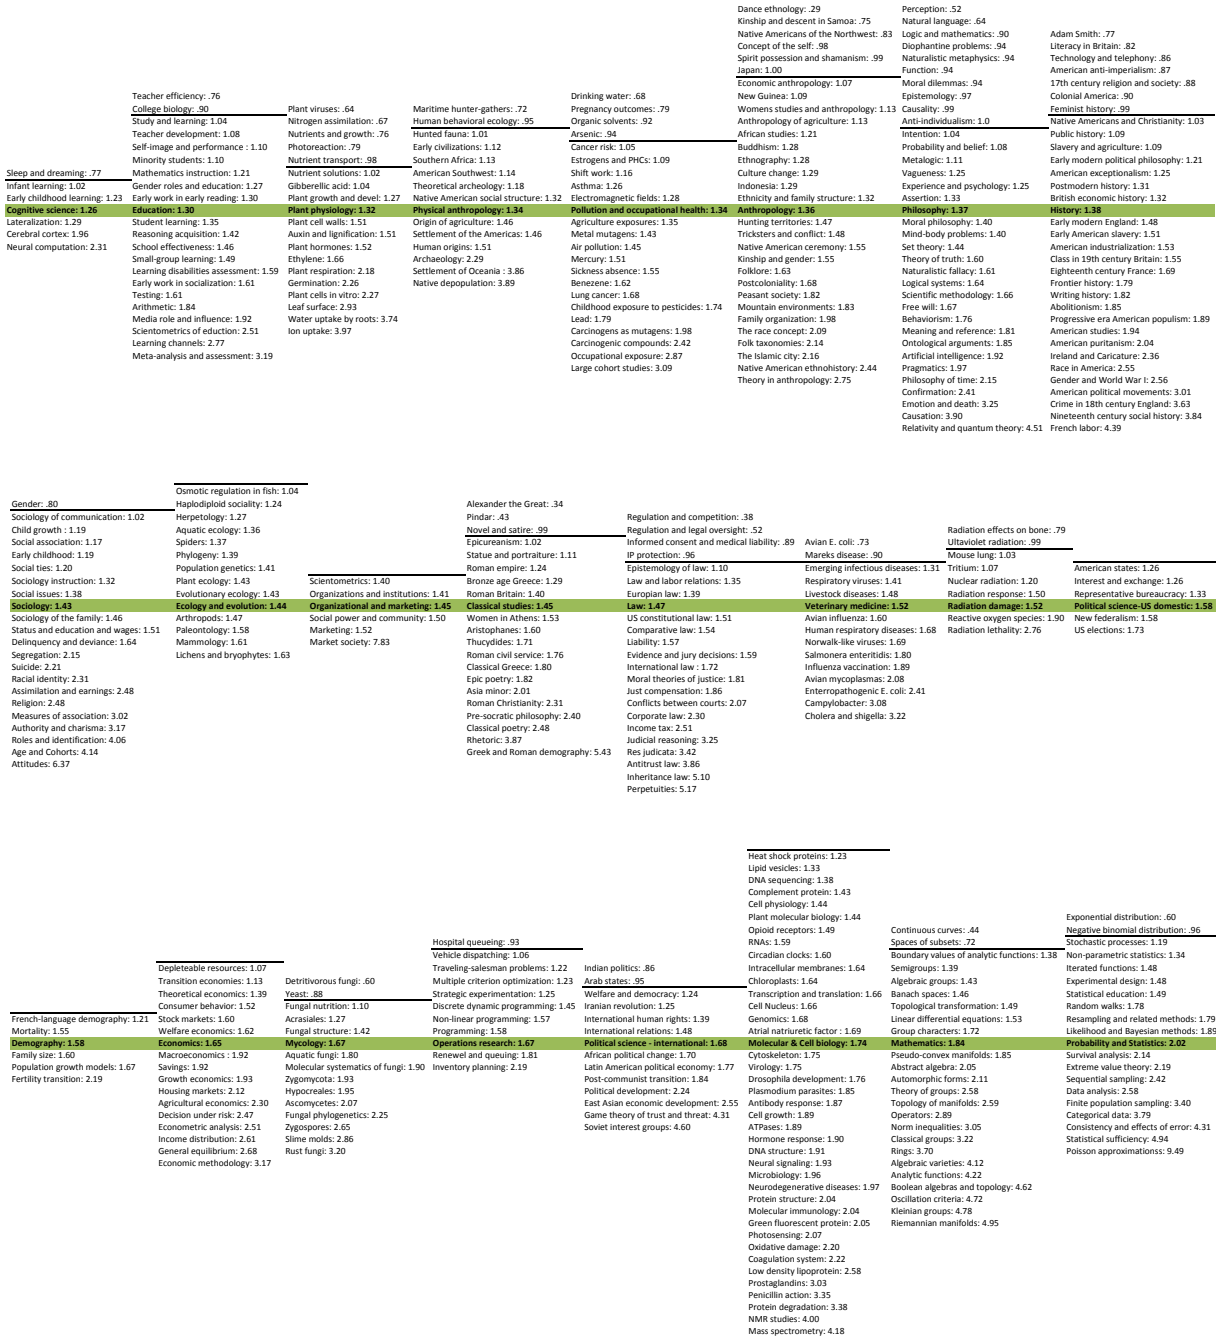 Sleep and dreaming: .77
Infant learning: 1.02
Early childhood learning: 1.23
Cognitive science: 1.26
Lateralization: 1.29
Cerebral cortex: 1.96
Neural computation: 2.31
Teacher efficiency: .76
College biology: .90
Study and learning: 1.04
Teacher development: 1.08
Self-image and performance : 1.10
Minority students: 1.10
Mathematics instruction: 1.21
Gender roles and education: 1.27
Early work in early reading: 1.30
Education: 1.30
Student learning: 1.35
Reasoning acquisition: 1.42
School effectiveness: 1.46
Small-group learning: 1.49
Learning disabilities assessment: 1.59
Early work in socialization: 1.61
Testing: 1.61
Arithmetic: 1.84
Media role and influence: 1.92
Scientometrics of eduction: 2.51
Learning channels: 2.77
Meta-analysis and assessment: 3.19
Plant viruses: .64
Nitrogen assimilation: .67
Nutrients and growth: .76
Photoreaction: .79
Nutrient transport: .98
Nutrient solutions: 1.02
Gibberellic acid: 1.04
Plant growth and devel: 1.27
Plant physiology: 1.32
Plant cell walls: 1.51
Auxin and lignification: 1.51
Plant hormones: 1.52
Ethylene: 1.66
Plant respiration: 2.18
Germination: 2.26
Plant cells in vitro: 2.27
Leaf surface: 2.93
Water uptake by roots: 3.74
Ion uptake: 3.97
Maritime hunter-gathers: .72
Human behavioral ecology: .95
Hunted fauna: 1.01
Early civilizations: 1.12
Southern Africa: 1.13
American Southwest: 1.14
Theoretical archeology: 1.18
Native American social structure: 1.32
Physical anthropology: 1.34
Origin of agriculture: 1.46
Settlement of the Americas: 1.46
Human origins: 1.51
Archaeology: 2.29
Settlement of Oceania : 3.86
Native depopulation: 3.89
Drinking water: .68
Pregnancy outcomes: .79
Organic solvents: .92
Arsenic: .94
Cancer risk: 1.05
Estrogens and PHCs: 1.09
Shift work: 1.16
Asthma: 1.26
Electromagnetic fields: 1.28
Pollution and occupational health: 1.34
Agriculture exposures: 1.35
Metal mutagens: 1.43
Air pollution: 1.45
Mercury: 1.51
Sickness absence: 1.55
Benezene: 1.62
Lung cancer: 1.68
Childhood exposure to pesticides: 1.74
Lead: 1.79
Carcinogens as mutagens: 1.98
Carcinogenic compounds: 2.42
Occupational exposure: 2.87
Large cohort studies: 3.09
Dance ethnology: .29
Kinship and descent in Samoa: .75
Native Americans of the Northwest: .83
Concept of the self: .98
Spirit possession and shamanism: .99
Japan: 1.00
Economic anthropology: 1.07
New Guinea: 1.09
Womens studies and anthropology: 1.13
Anthropology of agriculture: 1.13
African studies: 1.21
Buddhism: 1.28
Ethnography: 1.28
Culture change: 1.29
Indonesia: 1.29
Ethnicity and family structure: 1.32
Anthropology: 1.36
Hunting territories: 1.47
Tricksters and conflict: 1.48
Native American ceremony: 1.55
Kinship and gender: 1.55
Folklore: 1.63
Postcoloniality: 1.68
Peasant society: 1.82
Mountain environments: 1.83
Family organization: 1.98
The race concept: 2.09
Folk taxonomies: 2.14
The Islamic city: 2.16
Native American ethnohistory: 2.44
Theory in anthropology: 2.75
Perception: .52
Natural language: .64
Logic and mathematics: .90
Diophantine problems: .94
Naturalistic metaphysics: .94
Function: .94
Moral dilemmas: .94
Epistemology: .97
Causality: .99
Anti-individualism: 1.0
Intention: 1.04
Probability and belief: 1.08
Metalogic: 1.11
Vagueness: 1.25
Experience and psychology: 1.25
Assertion: 1.33
Philosophy: 1.37
Moral philosophy: 1.40
Mind-body problems: 1.40
Set theory: 1.44
Theory of truth: 1.60
Naturalistic fallacy: 1.61
Logical systems: 1.64
Scientific methodology: 1.66
Free will: 1.67
Behaviorism: 1.76
Meaning and reference: 1.81
Ontological arguments: 1.85
Artificial intelligence: 1.92
Pragmatics: 1.97
Philosophy of time: 2.15
Confirmation: 2.41
Emotion and death: 3.25
Causation: 3.90
Relativity and quantum theory: 4.51
Adam Smith: .77
Literacy in Britain: .82
Technology and telephony: .86
American anti-imperialism: .87
17th century religion and society: .88
Colonial America: .90
Feminist history: .99
Native Americans and Christianity: 1.03
Public history: 1.09
Slavery and agriculture: 1.09
Early modern political philosophy: 1.21
American exceptionalism: 1.25
Postmodern history: 1.31
British economic history: 1.32
History: 1.38
Early modern England: 1.48
Early American slavery: 1.51
American industrialization: 1.53
Class in 19th century Britain: 1.55
Eighteenth century France: 1.69
Frontier history: 1.79
Writing history: 1.82
Abolitionism: 1.85
Progressive era American populism: 1.89
American studies: 1.94
American puritanism: 2.04
Ireland and Caricature: 2.36
Race in America: 2.55
Gender and World War I: 2.56
American political movements: 3.01
Crime in 18th century England: 3.63
Nineteenth century social history: 3.84
French labor: 4.39
Gender: .80
Sociology of communication: 1.02
Child growth : 1.19
Social association: 1.17
Early childhood: 1.19
Social ties: 1.20
Sociology instruction: 1.32
Social issues: 1.38
Sociology: 1.43
Sociology of the family: 1.46
Status and education and wages: 1.51
Delinquency and deviance: 1.64
Segregation: 2.15
Suicide: 2.21
Racial identity: 2.31
Assimilation and earnings: 2.48
Religion: 2.48
Measures of association: 3.02
Authority and charisma: 3.17
Roles and identification: 4.06
Age and Cohorts: 4.14
Attitudes: 6.37
Osmotic regulation in fish: 1.04
Haplodiploid sociality: 1.24
Herpetology: 1.27
Aquatic ecology: 1.36
Spiders: 1.37
Phylogeny: 1.39
Population genetics: 1.41
Plant ecology: 1.43
Evolutionary ecology: 1.43
Ecology and evolution: 1.44
Arthropods: 1.47
Paleontology: 1.58
Mammology: 1.61
Lichens and bryophytes: 1.63
Scientometrics: 1.40
Organizations and institutions: 1.41
Organizational and marketing: 1.45
Social power and community: 1.50
Marketing: 1.52
Market society: 7.83
Alexander the Great: .34
Pindar: .43
Novel and satire: .99
Epicureanism: 1.02
Statue and portraiture: 1.11
Roman empire: 1.24
Bronze age Greece: 1.29
Roman Britain: 1.40
Classical studies: 1.45
Women in Athens: 1.53
Aristophanes: 1.60
Thucydides: 1.71
Roman civil service: 1.76
Classical Greece: 1.80
Epic poetry: 1.82
Asia minor: 2.01
Roman Christianity: 2.31
Pre-socratic philosophy: 2.40
Classical poetry: 2.48
Rhetoric: 3.87
Greek and Roman demography: 5.43
Regulation and competition: .38
Regulation and legal oversight: .52
Informed consent and medical liability: .89
IP protection: .96
Epistemology of law: 1.10
Law and labor relations: 1.35
Europian law: 1.39
Law: 1.47
US constitutional law: 1.51
Comparative law: 1.54
Liability: 1.57
Evidence and jury decisions: 1.59
International law : 1.72
Moral theories of justice: 1.81
Just compensation: 1.86
Conflicts between courts: 2.07
Corporate law: 2.30
Income tax: 2.51
Judicial reasoning: 3.25
Res judicata: 3.42
Antitrust law: 3.86
Inheritance law: 5.10
Perpetuities: 5.17
Avian E. coli: .73
Mareks disease: .90
Emerging infectious diseases: 1.31
Respiratory viruses: 1.41
Livestock diseases: 1.48
Veterinary medicine: 1.52
Avian influenza: 1.60
Human respiratory diseases: 1.68
Norwalk-like viruses: 1.69
Salmonera enteritidis: 1.80
Influenza vaccination: 1.89
Avian mycoplasmas: 2.08
Enterropathogenic E. coli: 2.41
Campylobacter: 3.08
Cholera and shigella: 3.22
Radiation effects on bone: .79
Ultaviolet radiation: .99
Mouse lung: 1.03
Tritium: 1.07
Nuclear radiation: 1.20
Radiation response: 1.50
Radiation damage: 1.52
Reactive oxygen species: 1.90
Radiation lethality: 2.76
American states: 1.26
Interest and exchange: 1.26
Representative bureaucracy: 1.33
Political science-US domestic: 1.58
New federalism: 1.58
US elections: 1.73
French-language demography: 1.21
Mortality: 1.55
Demography: 1.58
Family size: 1.60
Population growth models: 1.67
Fertility transition: 2.19
Depleteable resources: 1.07
Transition economies: 1.13
Theoretical economics: 1.39
Consumer behavior: 1.52
Stock markets: 1.60
Welfare economics: 1.62
Economics: 1.65
Macroeconomics : 1.92
Savings: 1.92
Growth economics: 1.93
Housing markets: 2.12
Agricultural economics: 2.30
Decision under risk: 2.47
Econometric analysis: 2.51
Income distribution: 2.61
General equilibrium: 2.68
Economic methodology: 3.17
Detritivorous fungi: .60
Yeast: .88
Fungal nutrition: 1.10
Acrasiales: 1.27
Fungal structure: 1.42
Mycology: 1.67
Aquatic fungi: 1.80
Molecular systematics of fungi: 1.90
Zygomycota: 1.93
Hypocreales: 1.95
Ascomycetes: 2.07
Fungal phylogenetics: 2.25
Zygospores: 2.65
Slime molds: 2.86
Rust fungi: 3.20
Hospital queueing: .93
Vehicle dispatching: 1.06
Traveling-salesman problems: 1.22
Multiple criterion optimization: 1.23
Strategic experimentation: 1.25
Discrete dynamic programming: 1.45
Non-linear programming: 1.57
Programming: 1.58
Operations research: 1.67
Renewel and queuing: 1.81
Inventory planning: 2.19
Indian politics: .86
Arab states: .95
Welfare and democracy: 1.24
Iranian revolution: 1.25
International human rights: 1.39
International relations: 1.48
Political science - international: 1.68
African political change: 1.70
Latin American political economy: 1.77
Post-communist transition: 1.84
Political development: 2.24
East Asian economic development: 2.55
Game theory of trust and threat: 4.31
Soviet interest groups: 4.60
Heat shock proteins: 1.23
Lipid vesicles: 1.33
DNA sequencing: 1.38
Complement protein: 1.43
Cell physiology: 1.44
Plant molecular biology: 1.44
Opioid receptors: 1.49
RNAs: 1.59
Circadian clocks: 1.60
Intracellular membranes: 1.64
Chloroplasts: 1.64
Transcription and translation: 1.66
Cell Nucleus: 1.66
Genomics: 1.68
Atrial natriuretic factor : 1.69
Molecular & Cell biology: 1.74
Cytoskeleton: 1.75
Virology: 1.75
Drosophila development: 1.76
Plasmodium parasites: 1.85
Antibody response: 1.87
Cell growth: 1.89
ATPases: 1.89
Hormone response: 1.90
DNA structure: 1.91
Neural signaling: 1.93
Microbiology: 1.96
Neurodegenerative diseases: 1.97
Protein structure: 2.04
Molecular immunology: 2.04
Green fluorescent protein: 2.05
Photosensing: 2.07
Oxidative damage: 2.20
Coagulation system: 2.22
Low density lipoprotein: 2.58
Prostaglandins: 3.03
Penicillin action: 3.35
Protein degradation: 3.38
NMR studies: 4.00
Mass spectrometry: 4.18
Continuous curves: .44
Spaces of subsets: .72
Boundary values of analytic functions: 1.38
Semigroups: 1.39
Algebraic groups: 1.43
Banach spaces: 1.46
Topological transformation: 1.49
Linear differential equations: 1.53
Group characters: 1.72
Mathematics: 1.84
Pseudo-convex manifolds: 1.85
Abstract algebra: 2.05
Automorphic forms: 2.11
Theory of groups: 2.58
Topology of manifolds: 2.59
Operators: 2.89
Norm inequalities: 3.05
Classical groups: 3.22
Rings: 3.70
Algebraic varieties: 4.12
Analytic functions: 4.22
Boolean algebras and topology: 4.62
Oscillation criteria: 4.72
Kleinian groups: 4.78
Riemannian manifolds: 4.95
Exponential distribution: .60
Negative binomial distribution: .96
Stochastic processes: 1.19
Non-parametric statistics: 1.34
Iterated functions: 1.48
Experimental design: 1.48
Statistical education: 1.49
Random walks: 1.78
Resampling and related methods: 1.79
Likelihood and Bayesian methods: 1.89
Probability and Statistics: 2.02
Survival analysis: 2.14
Extreme value theory: 2.19
Sequential sampling: 2.42
Data analysis: 2.58
Finite population sampling: 3.40
Categorical data: 3.79
Consistency and effects of error: 4.31
Statistical sufficiency: 4.94
Poisson approximationss: 9.49